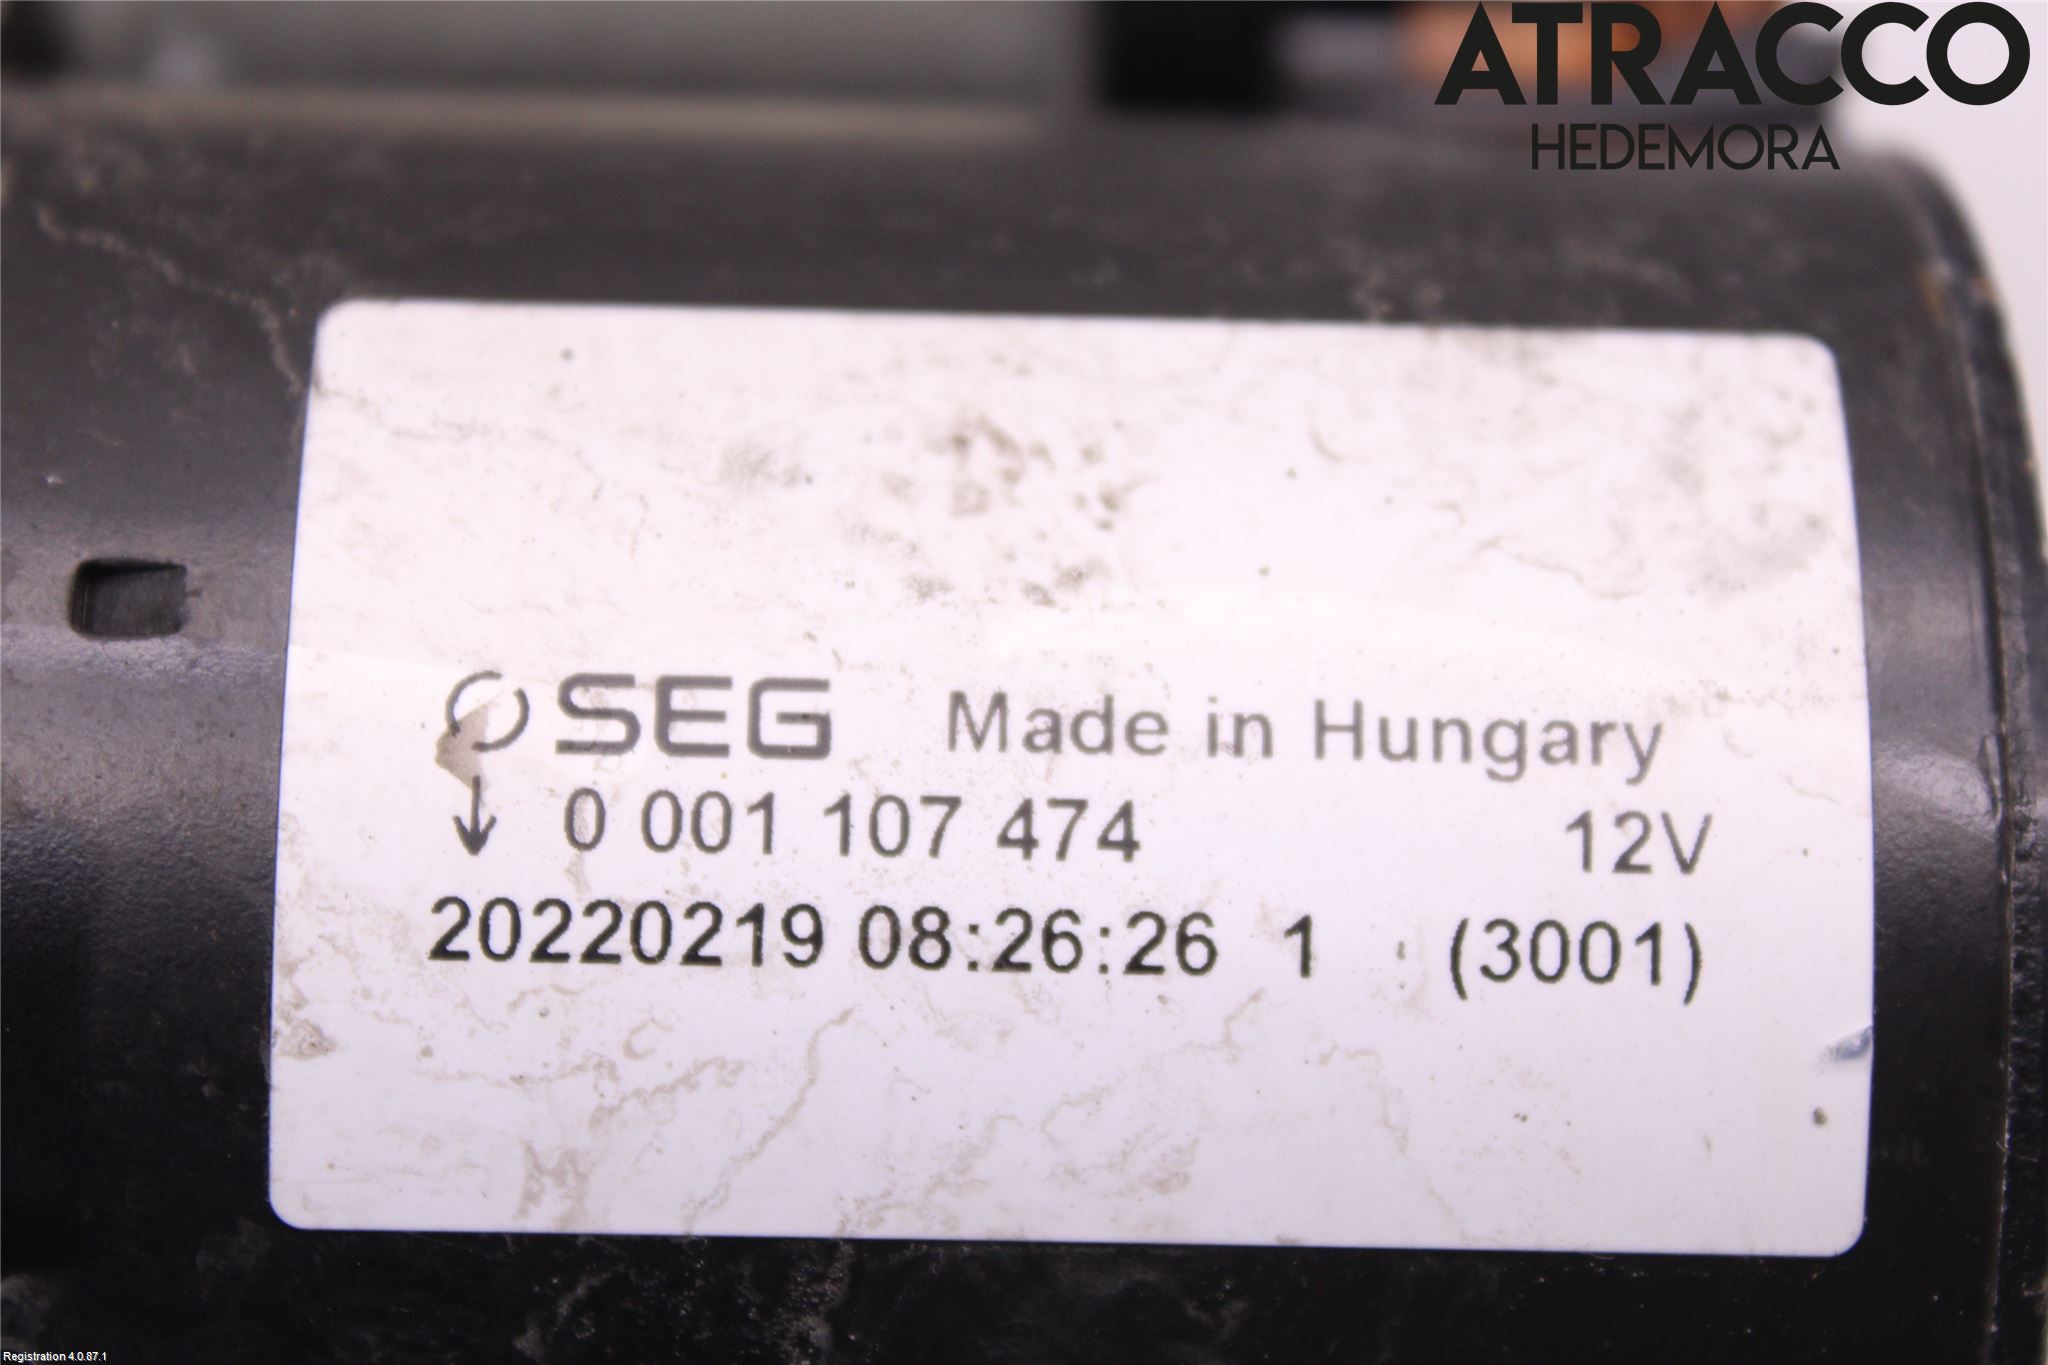 ATRACCO
HEDEMORA
SEG Made in Hungary
0 001 107 474 12V
20220219 08:26:26 1 (3001)
Registration 4.0.87.1